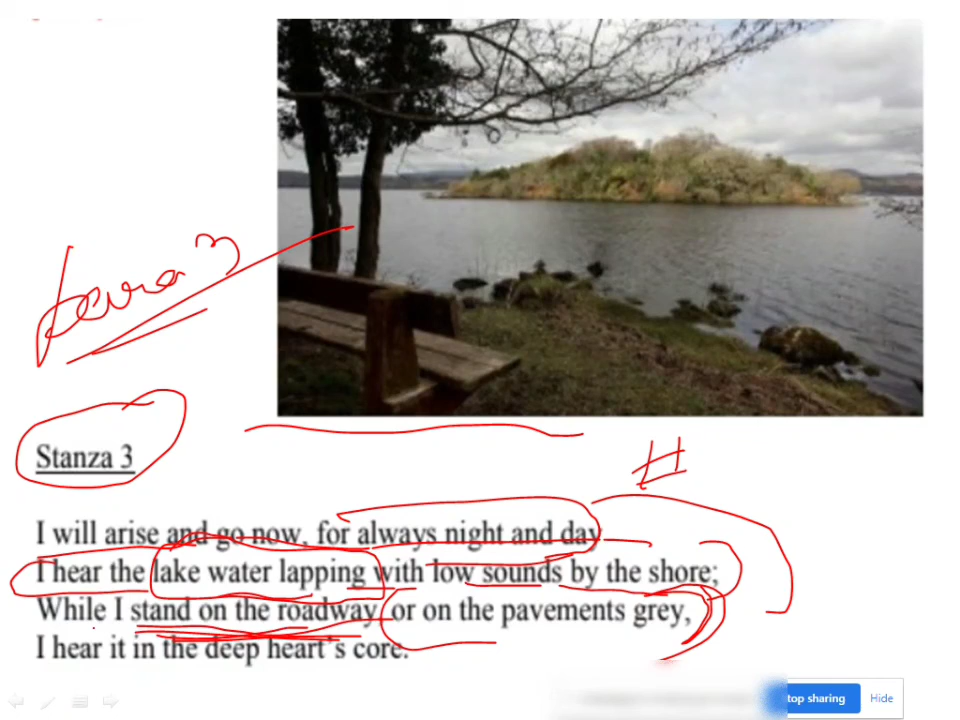 Stanza 3
I will arise and go now, for always night and day
I hear the lake water lapping with low sounds by the shore;
While I stand on the roadway or on the pavements grey,
I hear it in the deep heart's core.
top sharing
Hide